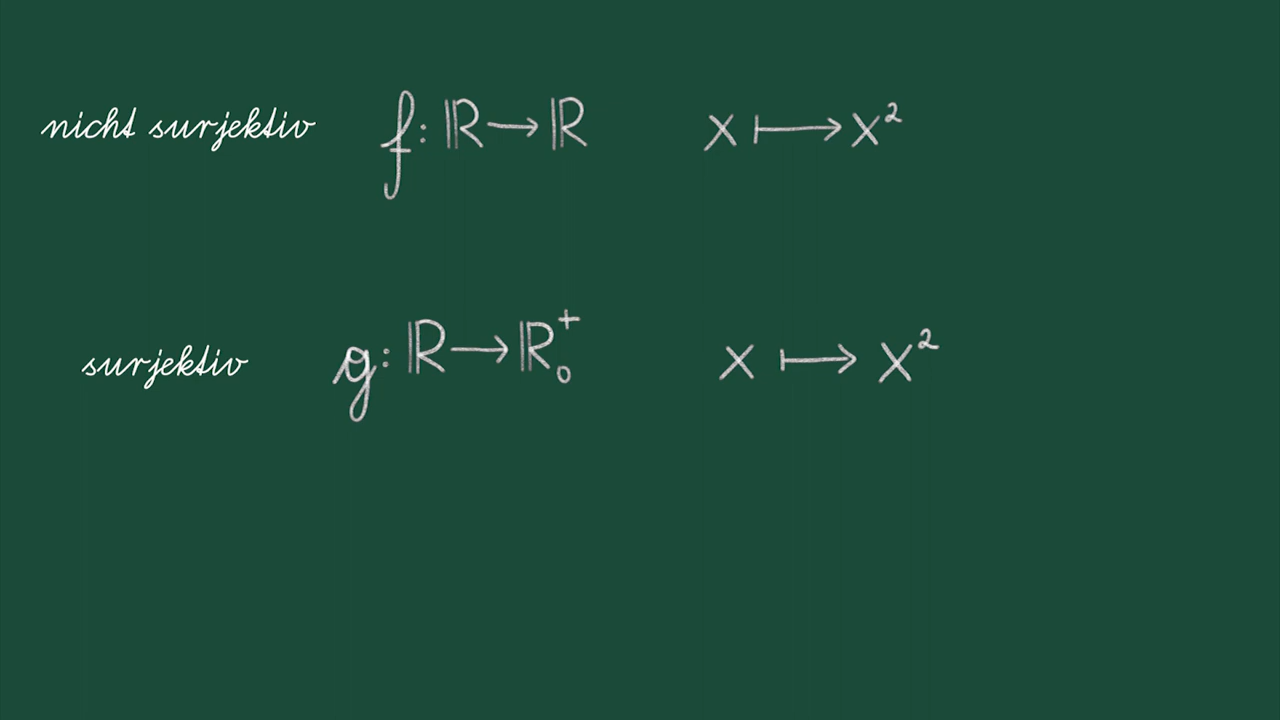 nicht surjektiv f: ℝ → ℝ x ↦ x²
surjektiv g: ℝ → ℝ₀⁺ x ↦ x²